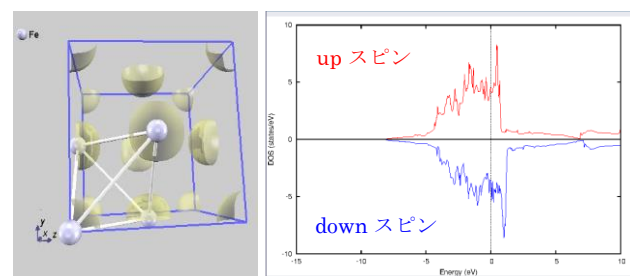 Fe
y
x z
up スピン
down スピン
DOS (states/eV)
10
5
0
-5
-10
-15 -10 -5 0 5 10
Energy (eV)